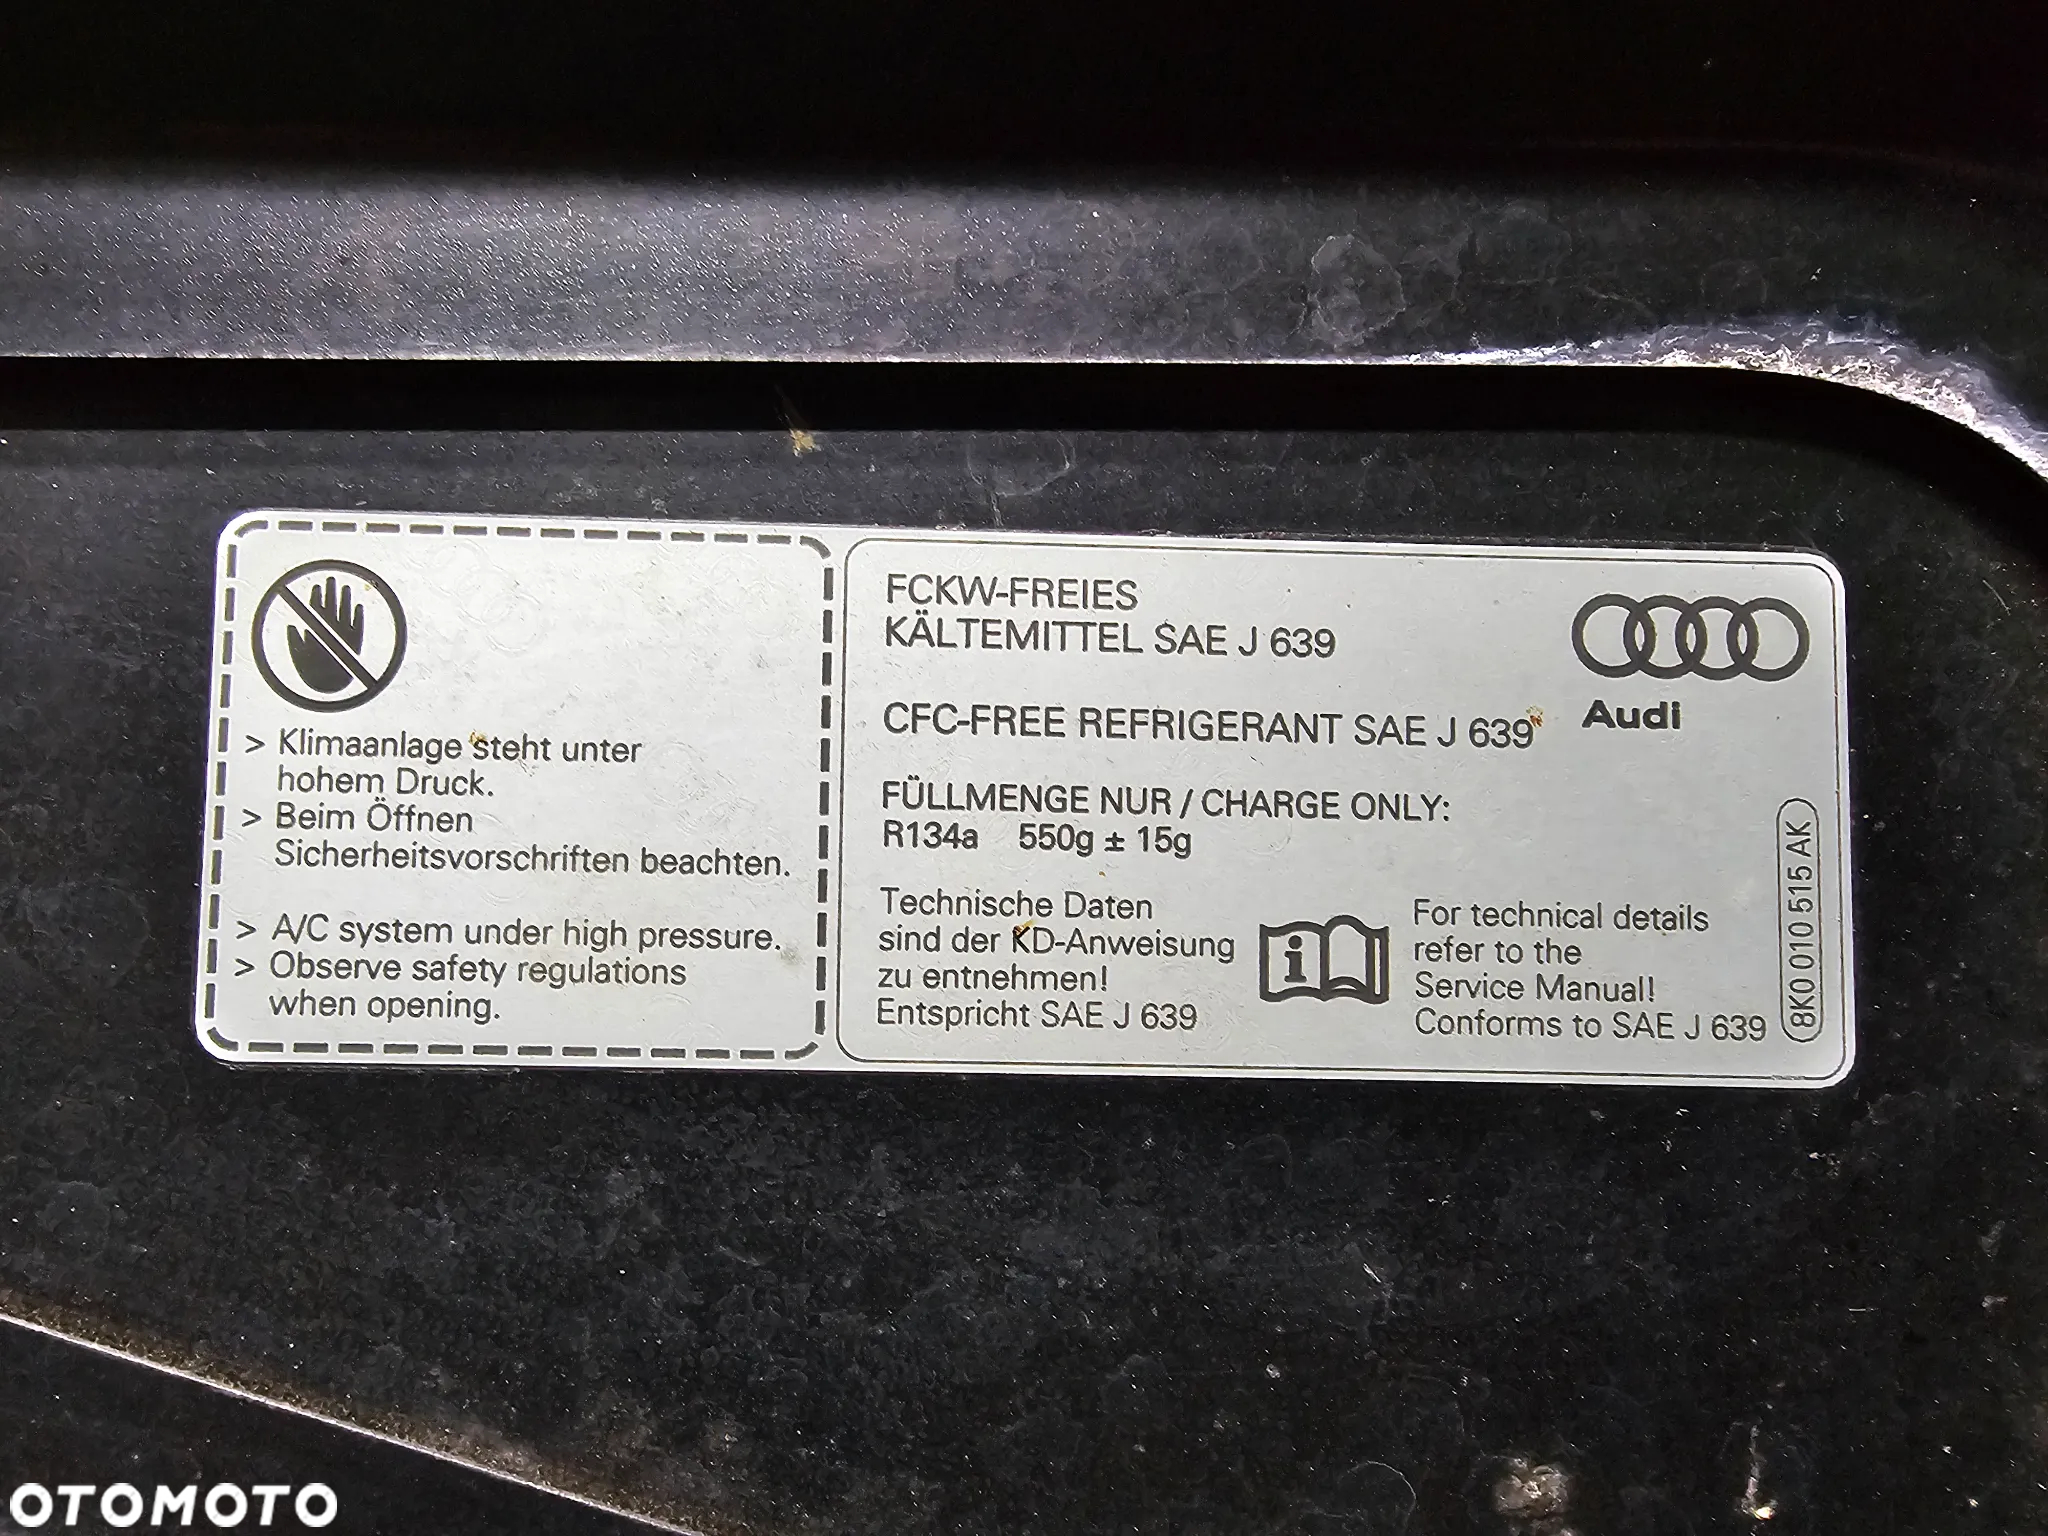 > Klimaanlage steht unter
hohem Druck.
> Beim Öffnen
Sicherheitsvorschriften beachten.
> A/C system under high pressure.
> Observe safety regulations
when opening.
FCKW-FREIES
KÄLTEMITTEL SAE J 639
CFC-FREE REFRIGERANT SAE J 639
Audi
FÜLLMENGE NUR / CHARGE ONLY:
R134a 550g ± 15g
Technische Daten
sind der KD-Anweisung
zu entnehmen!
Entspricht SAE J 639
i
For technical details
refer to the
Service Manual!
Conforms to SAE J 639
8K0 010 515 AK
OTOMOTO